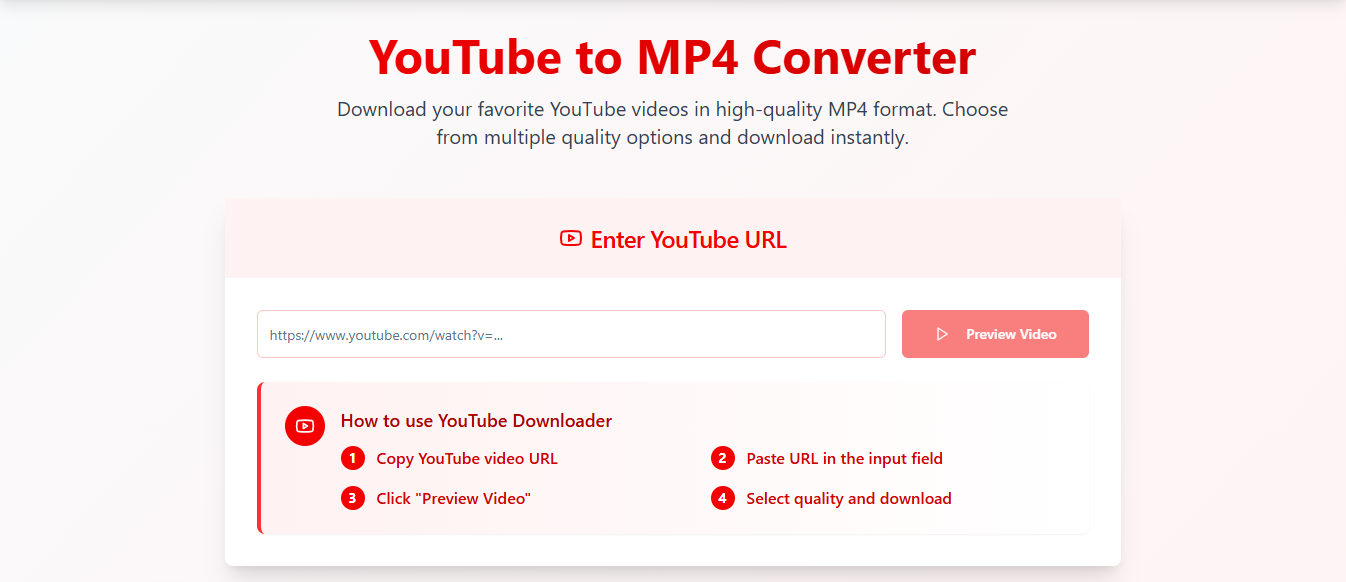 YouTube to MP4 Converter
Download your favorite YouTube videos in high-quality MP4 format. Choose
from multiple quality options and download instantly.
Enter YouTube URL
https://www.youtube.com/watch?v=...
Preview Video
How to use YouTube Downloader
1 Copy YouTube video URL
2 Paste URL in the input field
3 Click "Preview Video"
4 Select quality and download